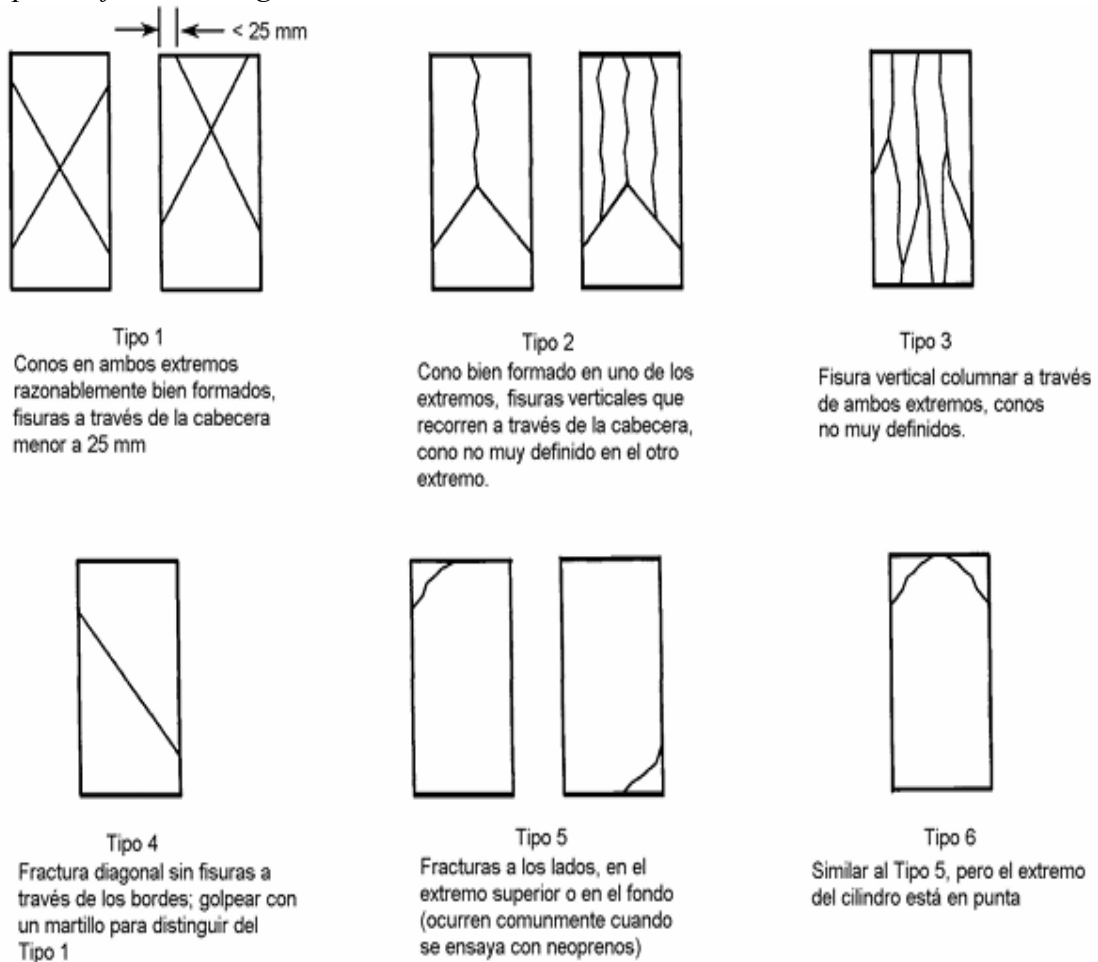 < 25 mm
Tipo 1
Conos en ambos extremos
razonablemente bien formados,
fisuras a través de la cabecera
menor a 25 mm
Tipo 2
Cono bien formado en uno de los
extremos, fisuras verticales que
recorren a través de la cabecera,
cono no muy definido en el otro
extremo.
Tipo 3
Fisura vertical columnar a través
de ambos extremos, conos
no muy definidos.
Tipo 4
Fractura diagonal sin fisuras a
través de los bordes; golpear con
un martillo para distinguir del
Tipo 1
Tipo 5
Fracturas a los lados, en el
extremo superior o en el fondo
(ocurren comunmente cuando
se ensaya con neoprenos)
Tipo 6
Similar al Tipo 5, pero el extremo
del cilindro está en punta